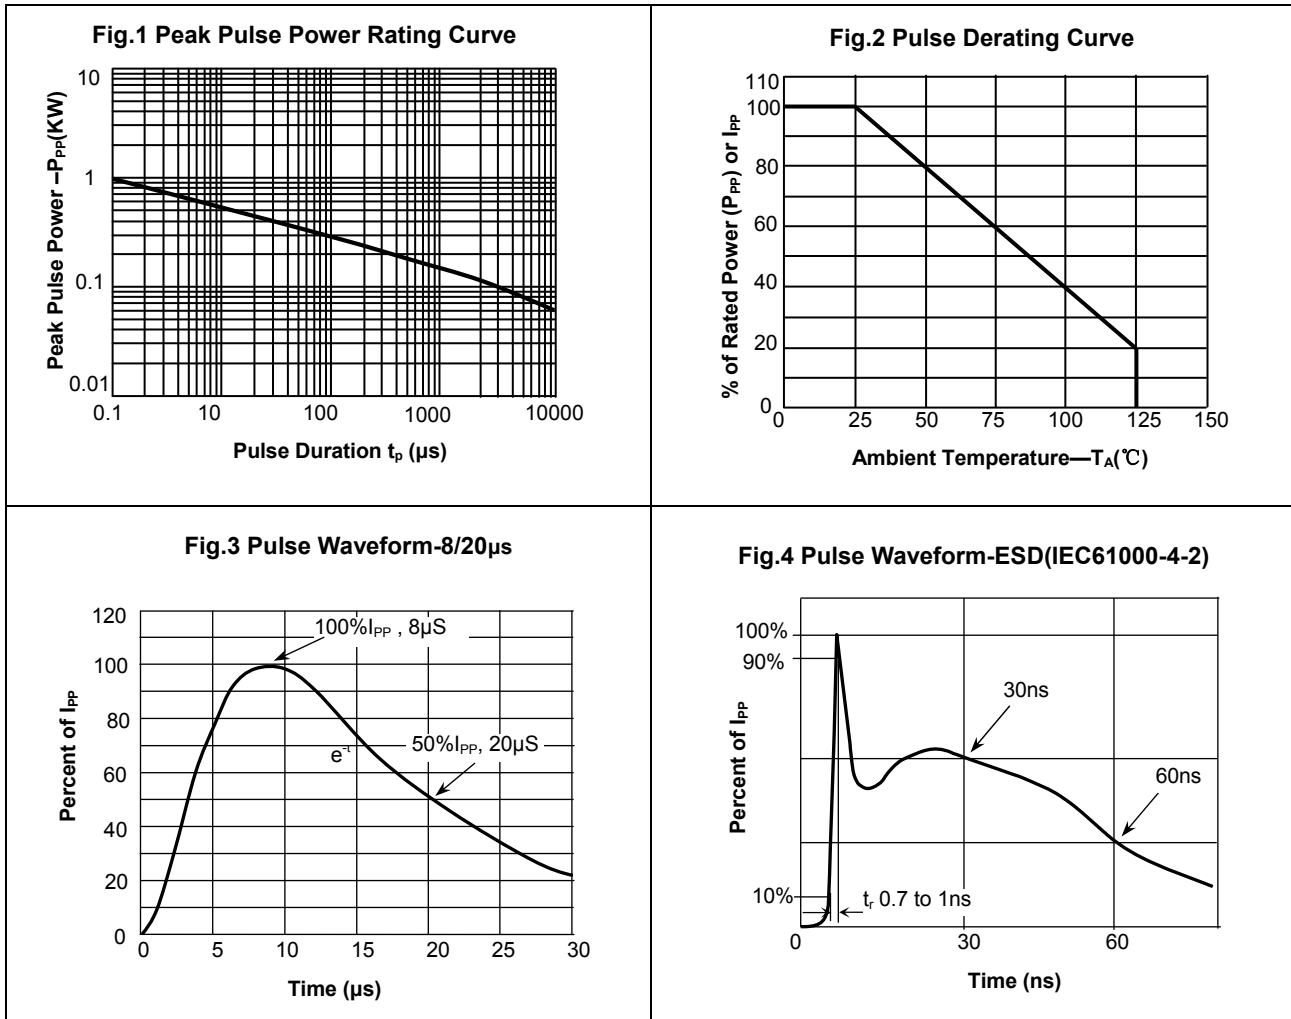 Fig.1 Peak Pulse Power Rating Curve
Peak Pulse Power –PPP(KW)
10
1
0.1
0.01
0.1 10 100 1000 10000
Pulse Duration tp (µs)
Fig.2 Pulse Derating Curve
% of Rated Power (PPP) or IPP
110
100
80
60
40
20
0
0 25 50 75 100 125 150
Ambient Temperature—TA(℃)
Fig.3 Pulse Waveform-8/20µs
Percent of IPP
120
100
80
60
40
20
0
100%IPP , 8µS
e-t
50%IPP, 20µS
0 5 10 15 20 25 30
Time (µs)
Fig.4 Pulse Waveform-ESD(IEC61000-4-2)
Percent of IPP
100%
90%
10%
30ns
60ns
tr 0.7 to 1ns
0 30 60
Time (ns)